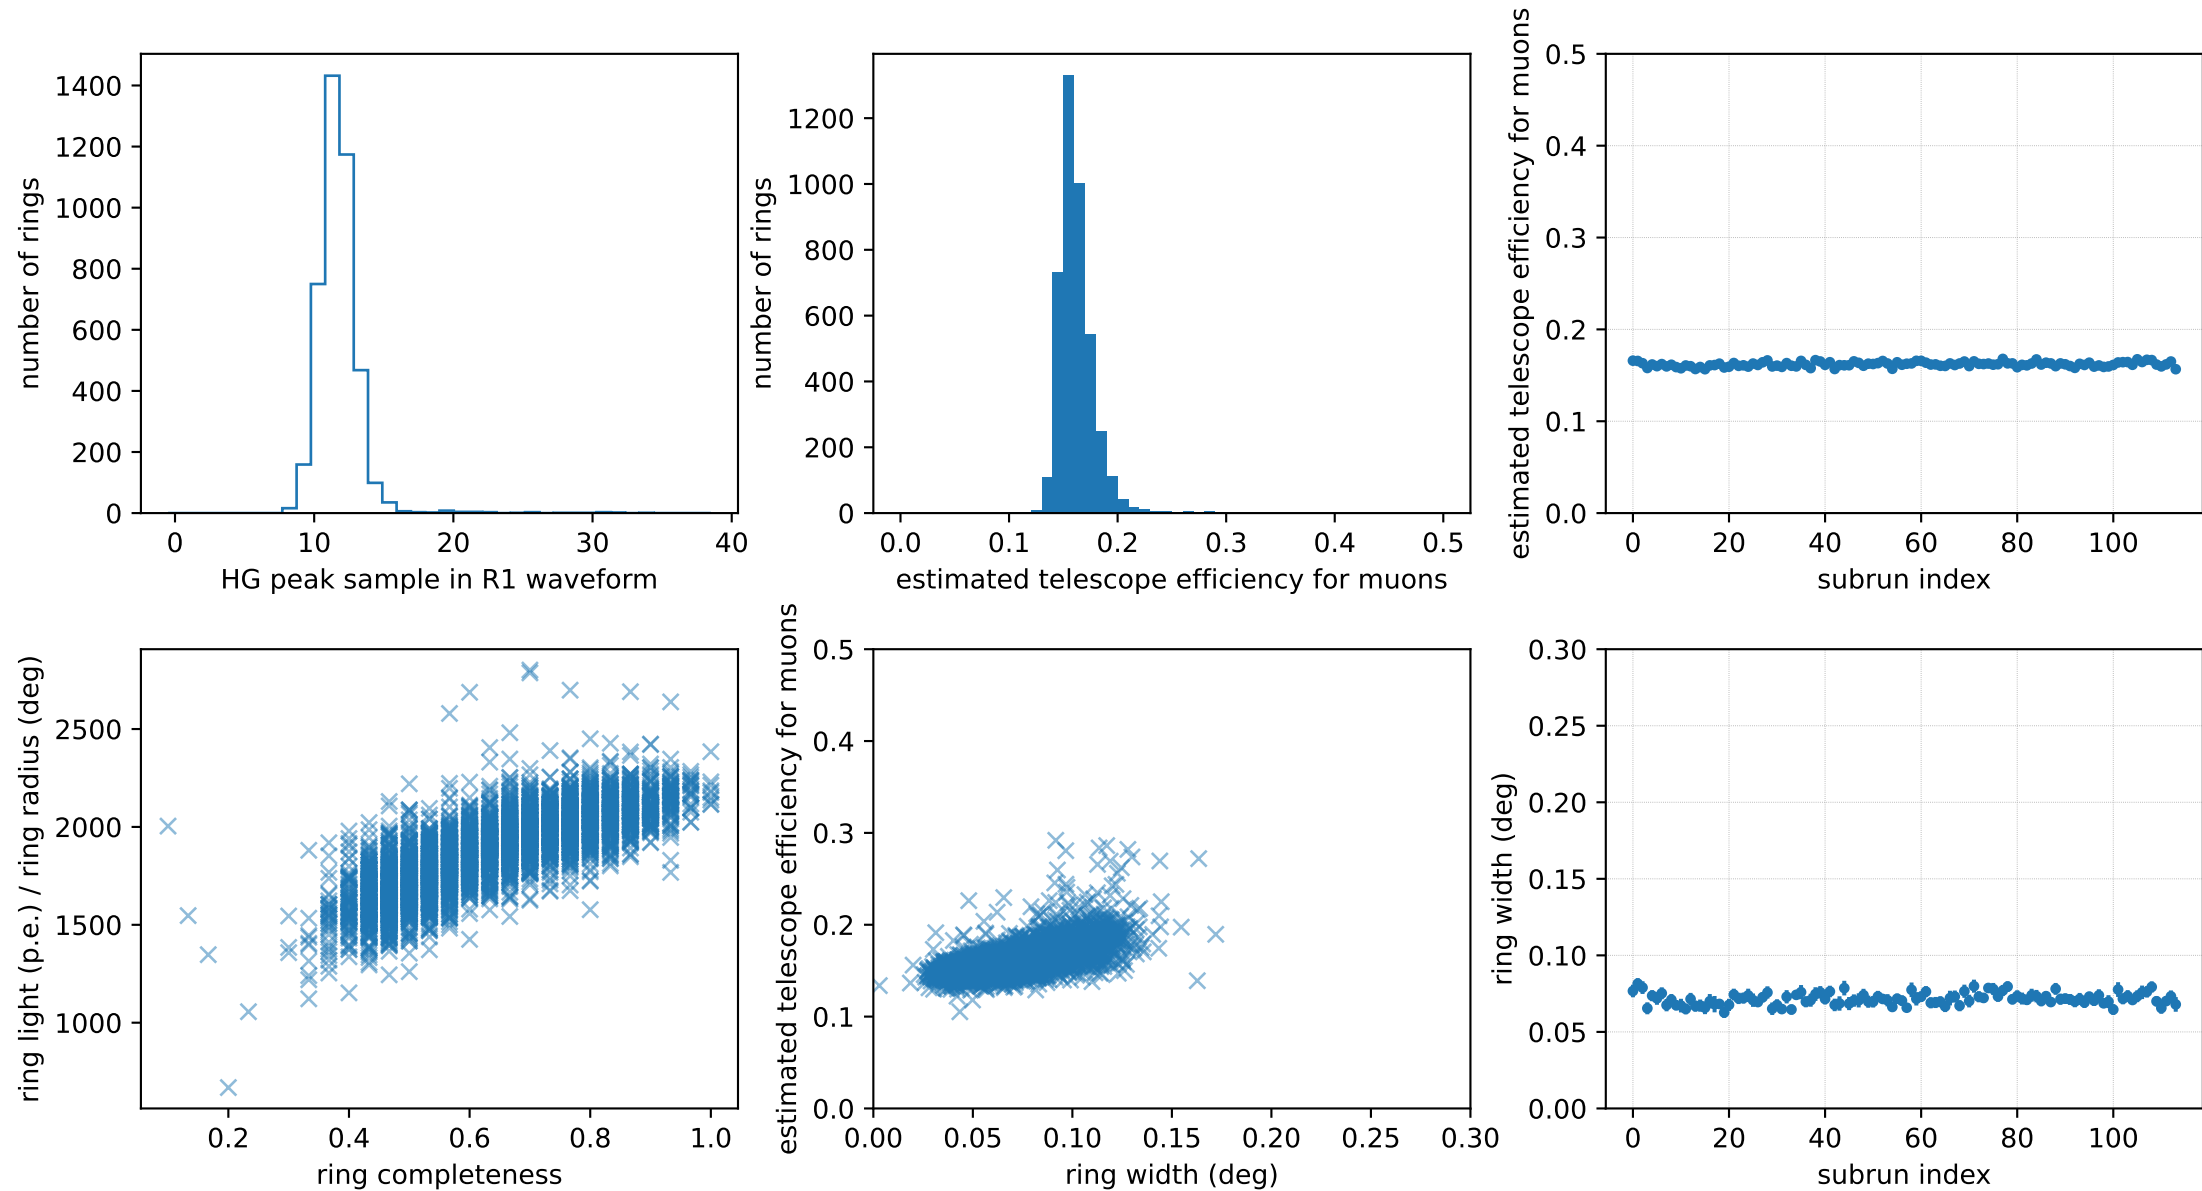 number of rings
1400
1200
1000
800
600
400
200
0
0 10 20 30 40
HG peak sample in R1 waveform
number of rings
1200
1000
800
600
400
200
0
0.0 0.1 0.2 0.3 0.4 0.5
estimated telescope efficiency for muons
estimated telescope efficiency for muons
0.5
0.4
0.3
0.2
0.1
0.0
0 20 40 60 80 100
subrun index
ring light (p.e.) / ring radius (deg)
2500
2000
1500
1000
0.2 0.4 0.6 0.8 1.0
ring completeness
estimated telescope efficiency for muons
0.5
0.4
0.3
0.2
0.1
0.0
0.00 0.05 0.10 0.15 0.20 0.25 0.30
ring width (deg)
ring width (deg)
0.30
0.25
0.20
0.15
0.10
0.05
0.00
0 20 40 60 80 100
subrun index